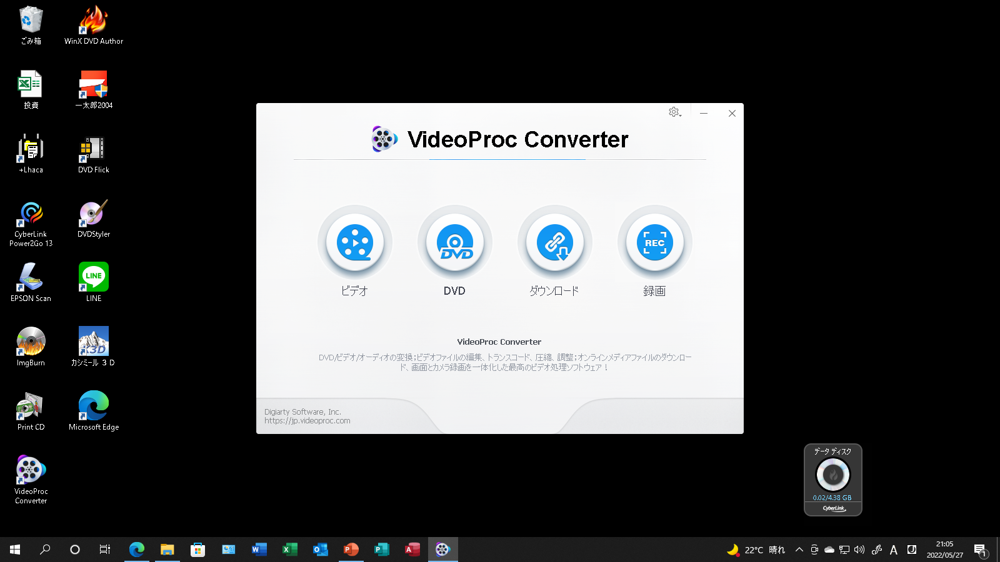 ごみ箱
WinX DVD Author
投資
一太郎2004
+Lhaca
DVD Flick
CyberLink
Power2Go 13
DVDStyler
EPSON Scan
LINE
LINE
ImgBurn
K3D
カシミール ３Ｄ
Print CD
Microsoft Edge
VideoProc
Converter
VideoProc Converter
DVD
REC
ビデオ
DVD
ダウンロード
録画
VideoProc Converter
DVD/ビデオ/オーディオの変換；ビデオファイルの編集、トランスコード、圧縮、調整；オンラインメディアファイルのダウンロー
ド、画面とカメラ録画を一体化した最高のビデオ処理ソフトウェア！
Digiarty Software, Inc.
https://jp.videoproc.com
データ ディスク
0.02/4.38 GB
CyberLink
22°C 晴れ
A
21:05
2022/05/27
1